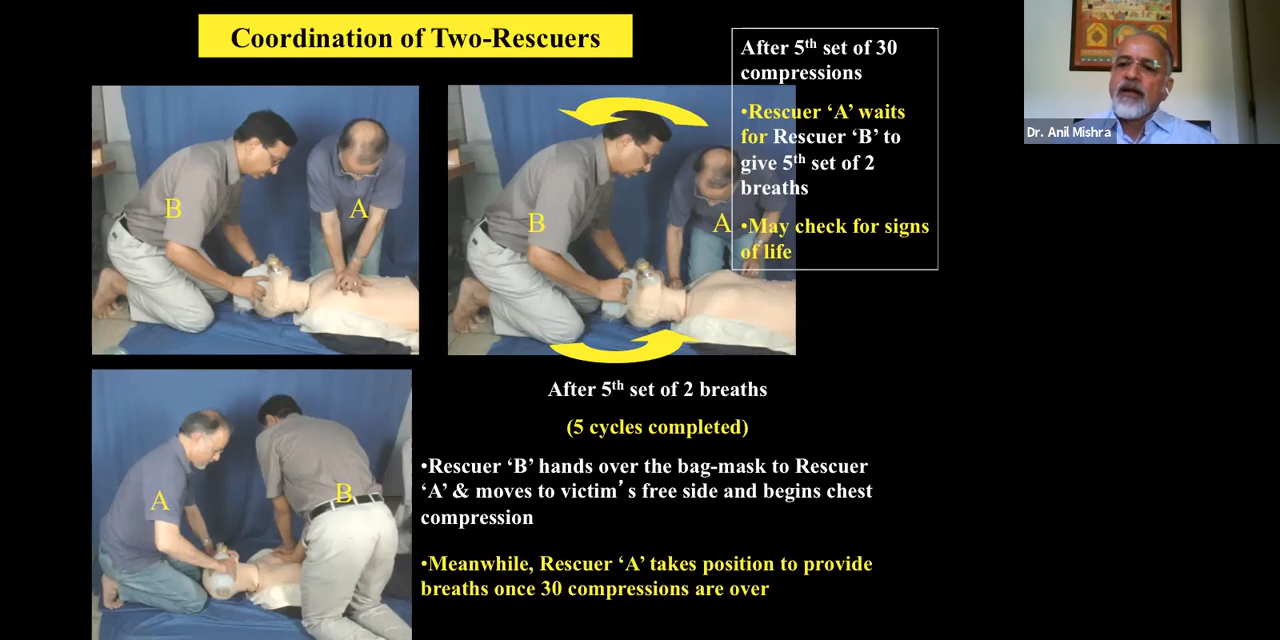 Coordination of Two-Rescuers
After 5th set of 30
compressions
•Rescuer ‘A’ waits
for Rescuer ‘B’ to
give 5th set of 2
breaths
•May check for signs
of life
Dr. Anil Mishra
B
A
B
A
After 5th set of 2 breaths
(5 cycles completed)
•Rescuer ‘B’ hands over the bag-mask to Rescuer
‘A’ & moves to victim’s free side and begins chest
compression
•Meanwhile, Rescuer ‘A’ takes position to provide
breaths once 30 compressions are over
A
B